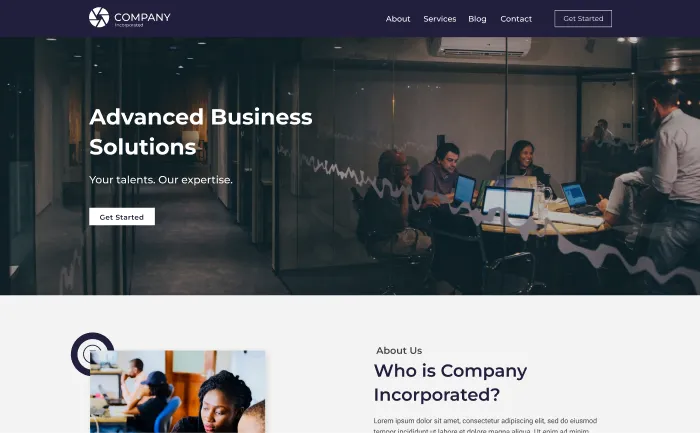 COMPANY
Incorporated
About Services Blog Contact Get Started
Advanced Business
Solutions
Your talents. Our expertise.
Get Started
About Us
Who is Company
Incorporated?
Lorem ipsum dolor sit amet, consectetur adipiscing elit, sed do eiusmod
tempor incididunt ut labore et dolore magna aliqua. Ut enim ad minim